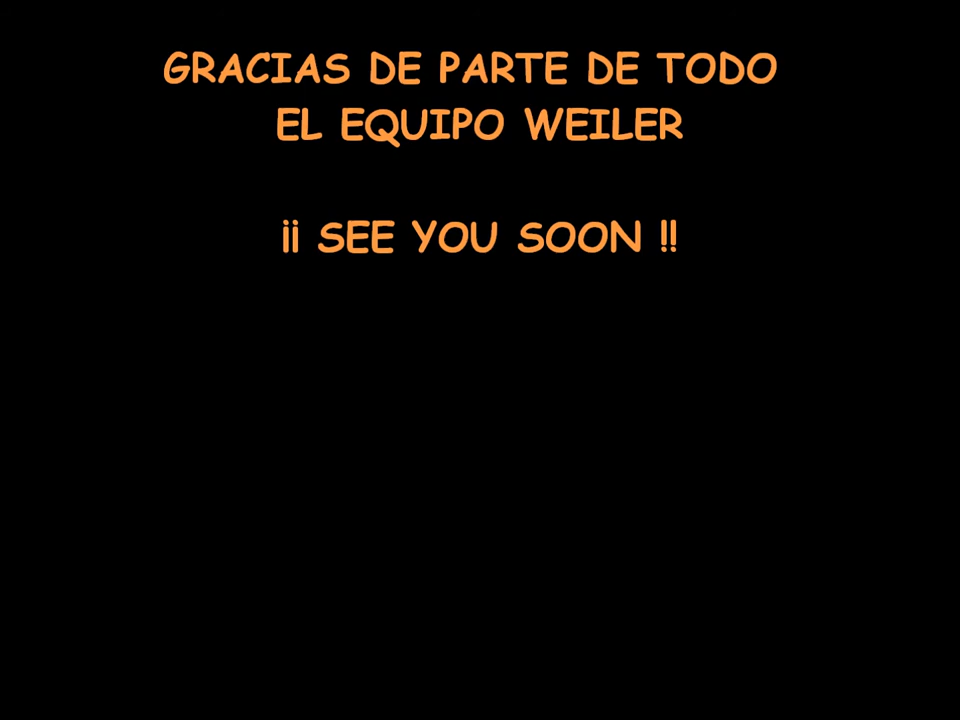 GRACIAS DE PARTE DE TODO
EL EQUIPO WEILER
¡¡ SEE YOU SOON !!